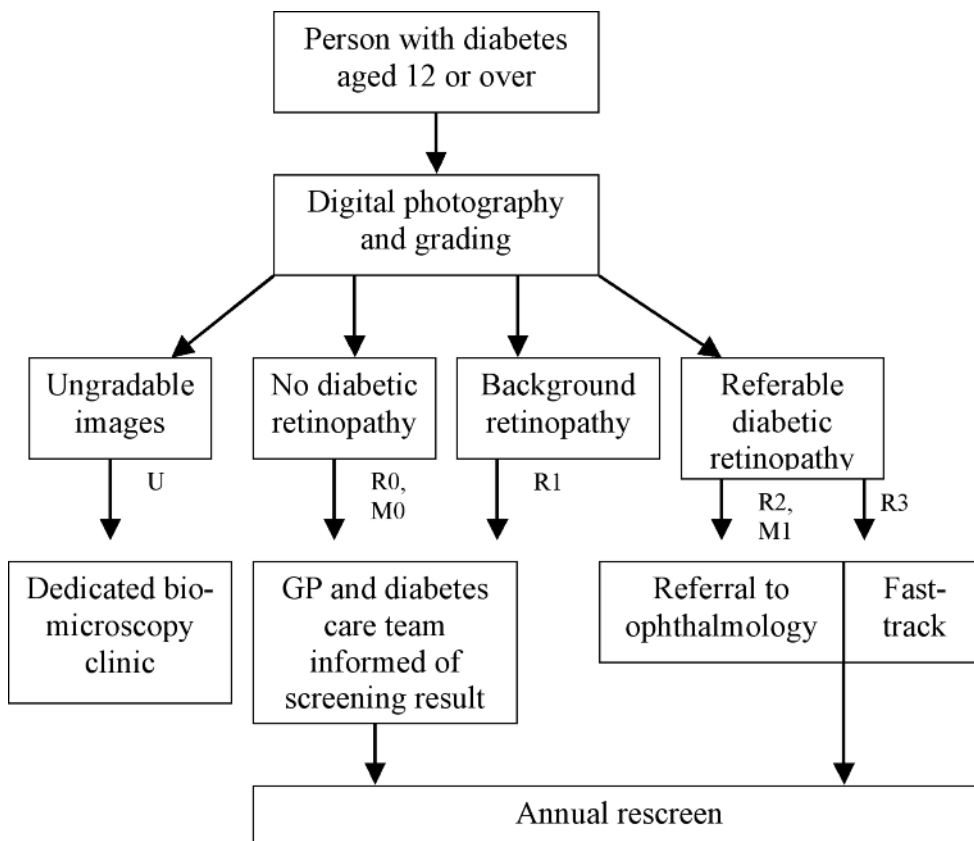 Person with diabetes
aged 12 or over
Digital photography
and grading
Ungradable
images
No diabetic
retinopathy
Background
retinopathy
Referable
diabetic
retinopathy
U
R0,
M0
R1
R2,
M1
R3
Dedicated bio-
microscopy
clinic
GP and diabetes
care team
informed of
screening result
Referral to
ophthalmology
Fast-
track
Annual rescreen